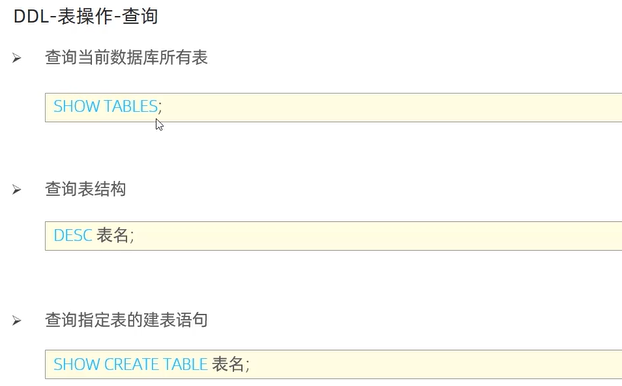 DDL-表操作-查询
查询当前数据库所有表
SHOW TABLES;
查询表结构
DESC 表名;
查询指定表的建表语句
SHOW CREATE TABLE 表名;